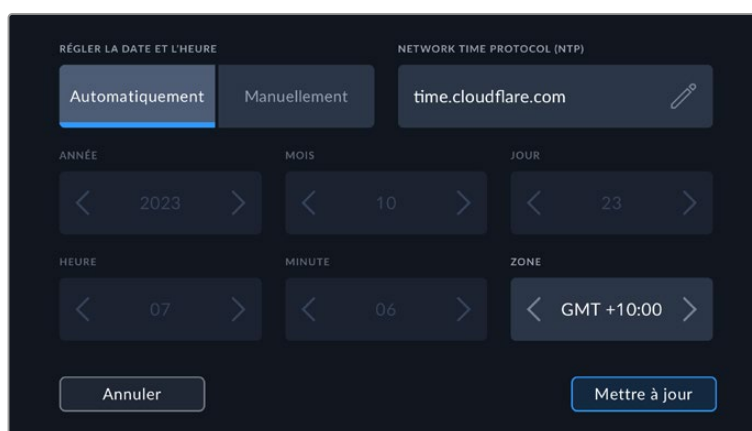 RÉGLER LA DATE ET L'HEURE
NETWORK TIME PROTOCOL (NTP)
Automatiquement
Manuellement
time.cloudflare.com
ANNÉE
MOIS
JOUR
2023
10
23
HEURE
MINUTE
ZONE
07
06
GMT +10:00
Annuler
Mettre à jour